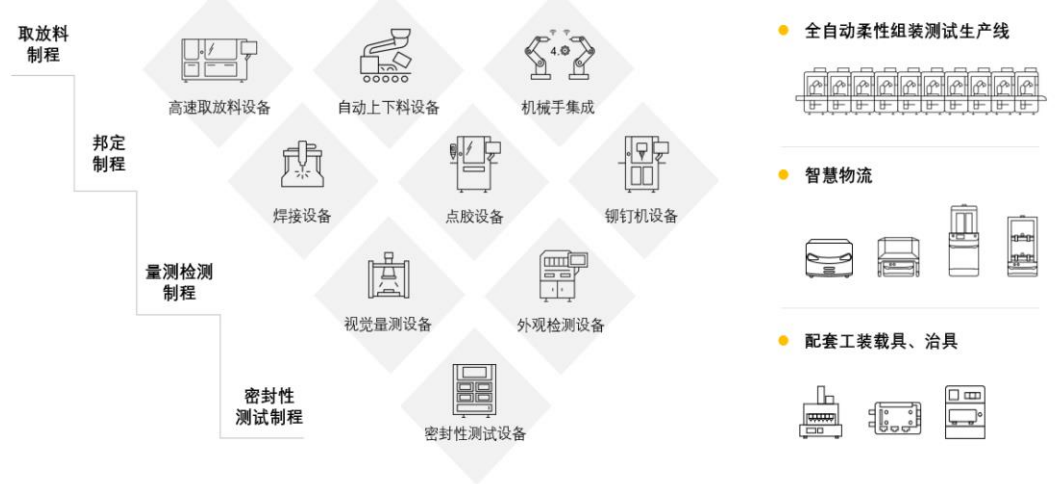 取放料
制程
高速取放料设备
自动上下料设备
4.
机械手集成
邦定
制程
焊接设备
点胶设备
铆钉机设备
量测检测
制程
视觉量测设备
外观检测设备
密封性
测试制程
密封性测试设备
全自动柔性组装测试生产线
智慧物流
配套工装载具、治具